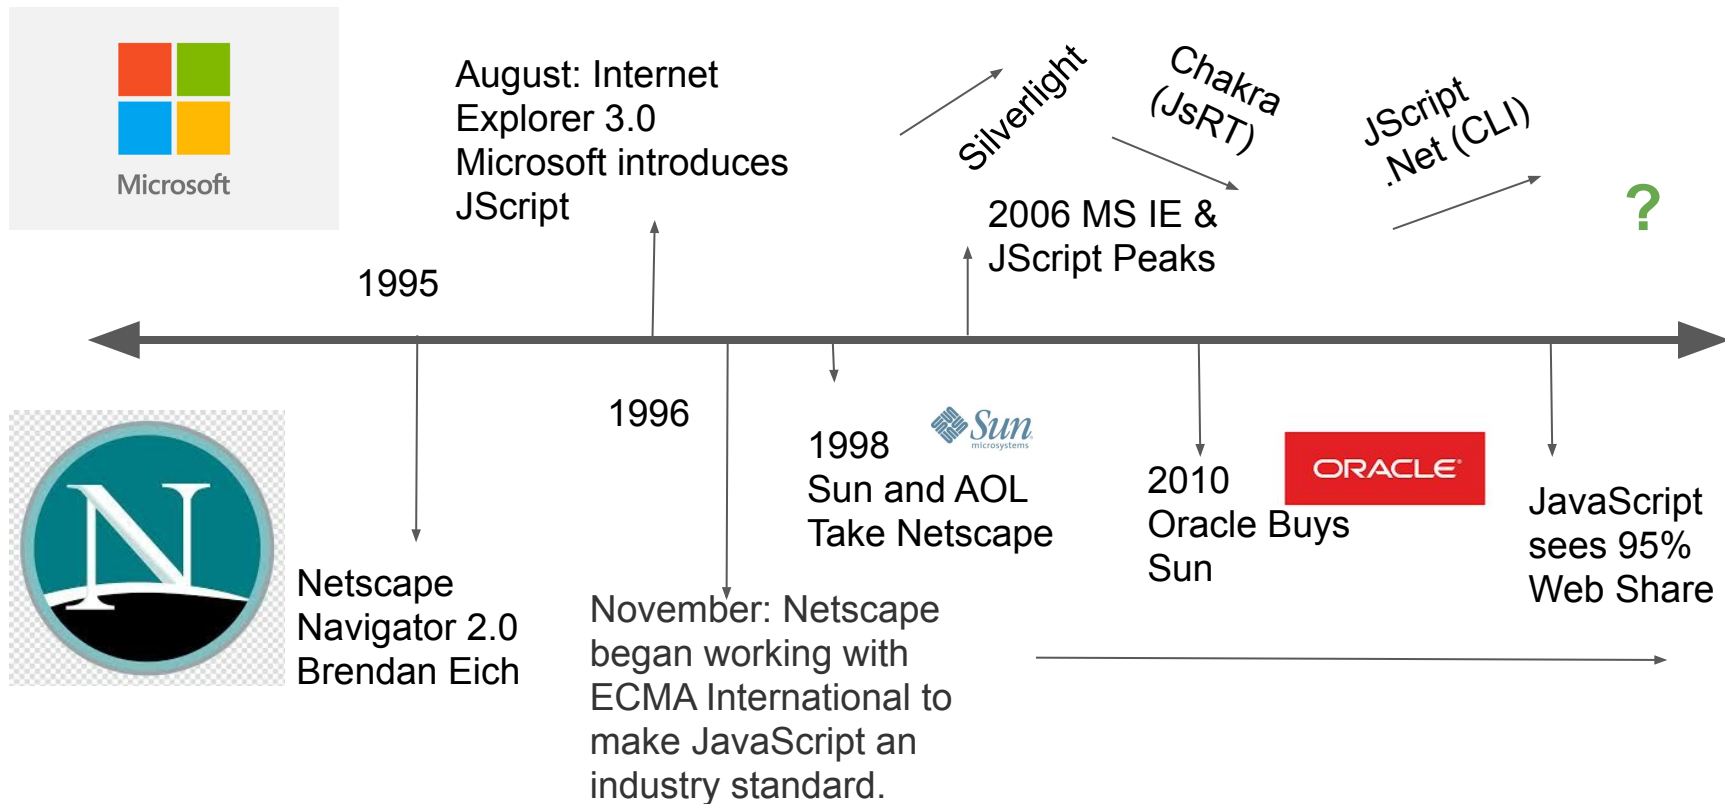 Microsoft
August: Internet
Explorer 3.0
Microsoft introduces
JScript
Silverlight
Chakra
(JsRT)
JScript
.Net (CLI)
?
2006 MS IE &
JScript Peaks
1995
1996
N
Netscape
Navigator 2.0
Brendan Eich
November: Netscape
began working with
ECMA International to
make JavaScript an
industry standard.
Sun
microsystems
1998
Sun and AOL
Take Netscape
ORACLE
2010
Oracle Buys
Sun
JavaScript
sees 95%
Web Share